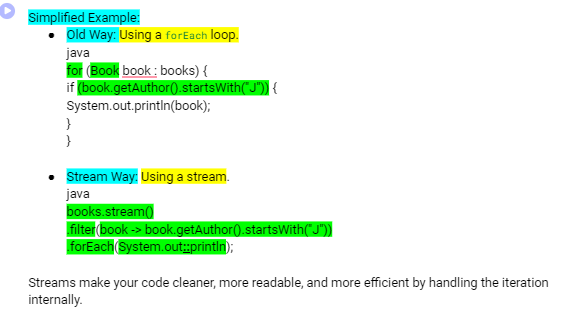 Simplified Example:
● Old Way: Using a forEach loop.
java
for (Book book : books) {
if (book.getAuthor().startsWith("J")) {
System.out.println(book);
}
}
● Stream Way: Using a stream.
java
books.stream()
.filter(book -> book.getAuthor().startsWith("J"))
.forEach(System.out::println);
Streams make your code cleaner, more readable, and more efficient by handling the iteration
internally.